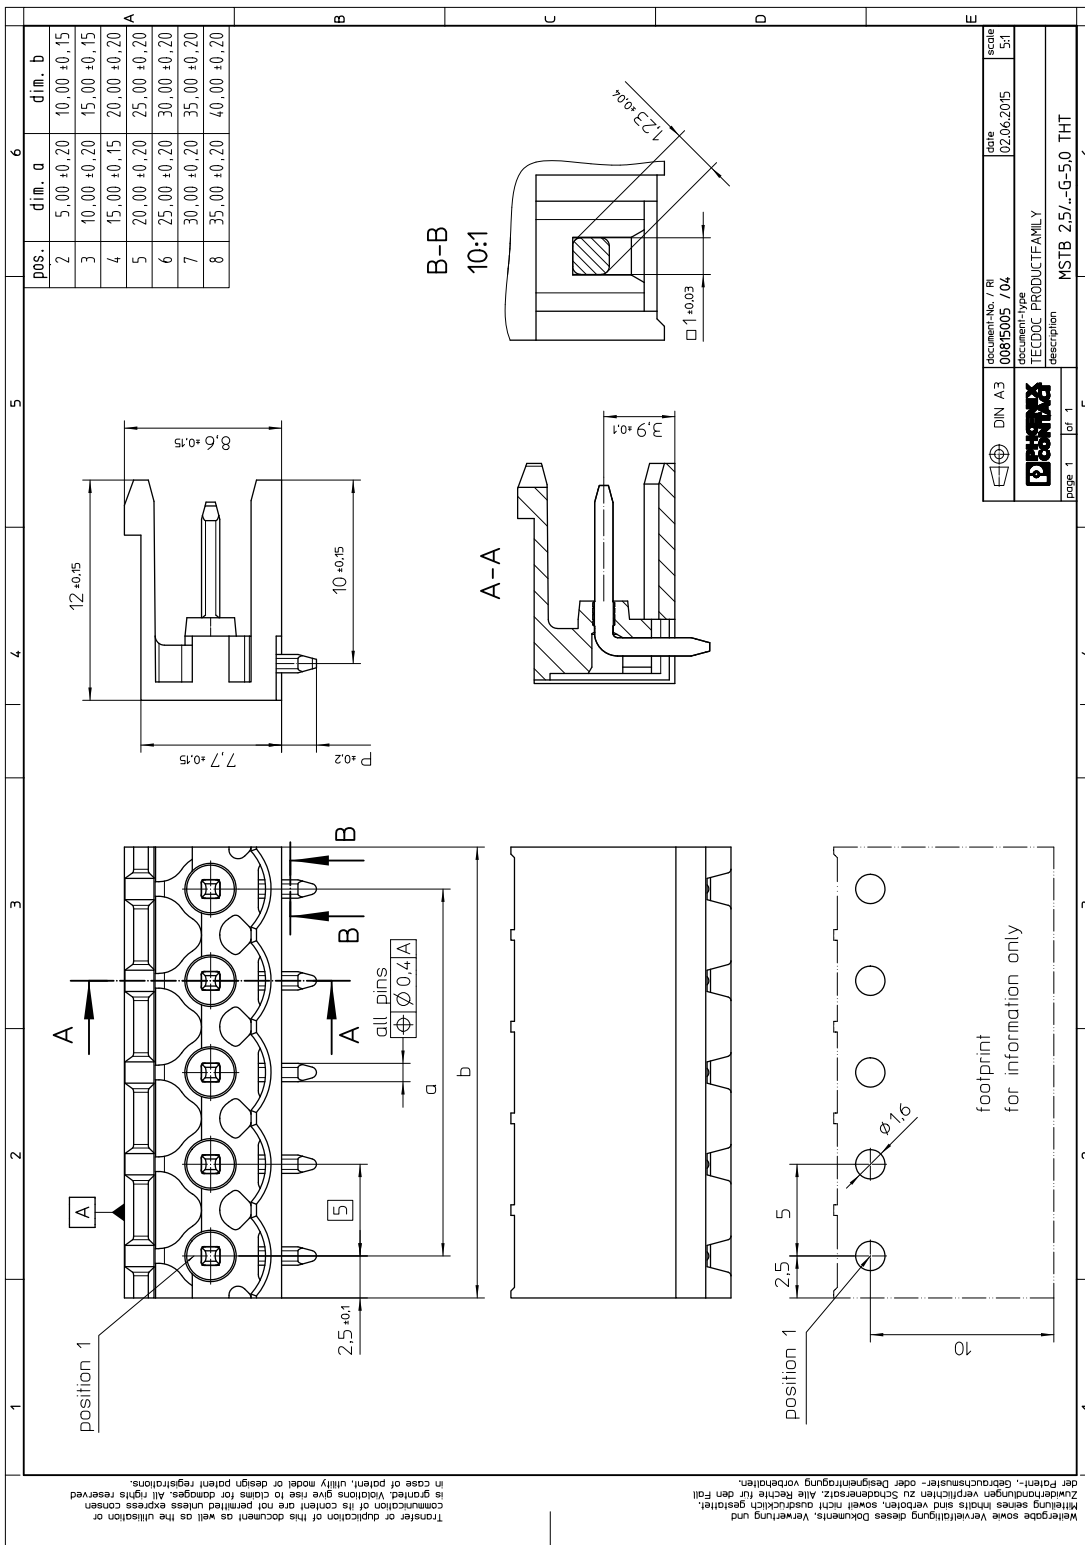 pos.	dim. a	dim. b
2	5,00 ±0,20	10,00 ±0,15
3	10,00 ±0,20	15,00 ±0,15
4	15,00 ±0,15	20,00 ±0,20
5	20,00 ±0,20	25,00 ±0,20
6	25,00 ±0,20	30,00 ±0,20
7	30,00 ±0,20	35,00 ±0,20
8	35,00 ±0,20	40,00 ±0,20
1 2 3 4 5 6
A B C D E
position 1
A
A
A
B
B
all pins
⌖ Ø 0,4 A
5
2,5 ±0,1
a
b
12 ±0,15
8,6 ±0,15
10 ±0,15
7,7 ±0,15
P ±0,2
A-A
3,9 ±0,1
B-B
10:1
1,23 ±0,04
□ 1 ±0,03
position 1
2,5
5
Ø1,6
10
footprint
for information only
DIN A3
document-No. / RI
00815005 / 04
date
02.06.2015
scale
5:1
document-type
TECDOC PRODUCTFAMILY
description
MSTB 2,5/..-G-5,0 THT
PHOENIX
CONTACT
page 1 of 1
Transfer or duplication of this document as well as the utilisation or
communication of its content are not permitted unless express consen
is granted. Violations give rise to claims for damages. All rights reserved
in case of patent, utility model or design patent registrations.
Weitergabe sowie Vervielfältigung dieses Dokuments, Verwertung und
Mitteilung seines Inhalts sind verboten, soweit nicht ausdrücklich gestattet.
Zuwiderhandlungen verpflichten zu Schadenersatz. Alle Rechte für den Fall
der Patent-, Gebrauchsmuster- oder Designeintragung vorbehalten.